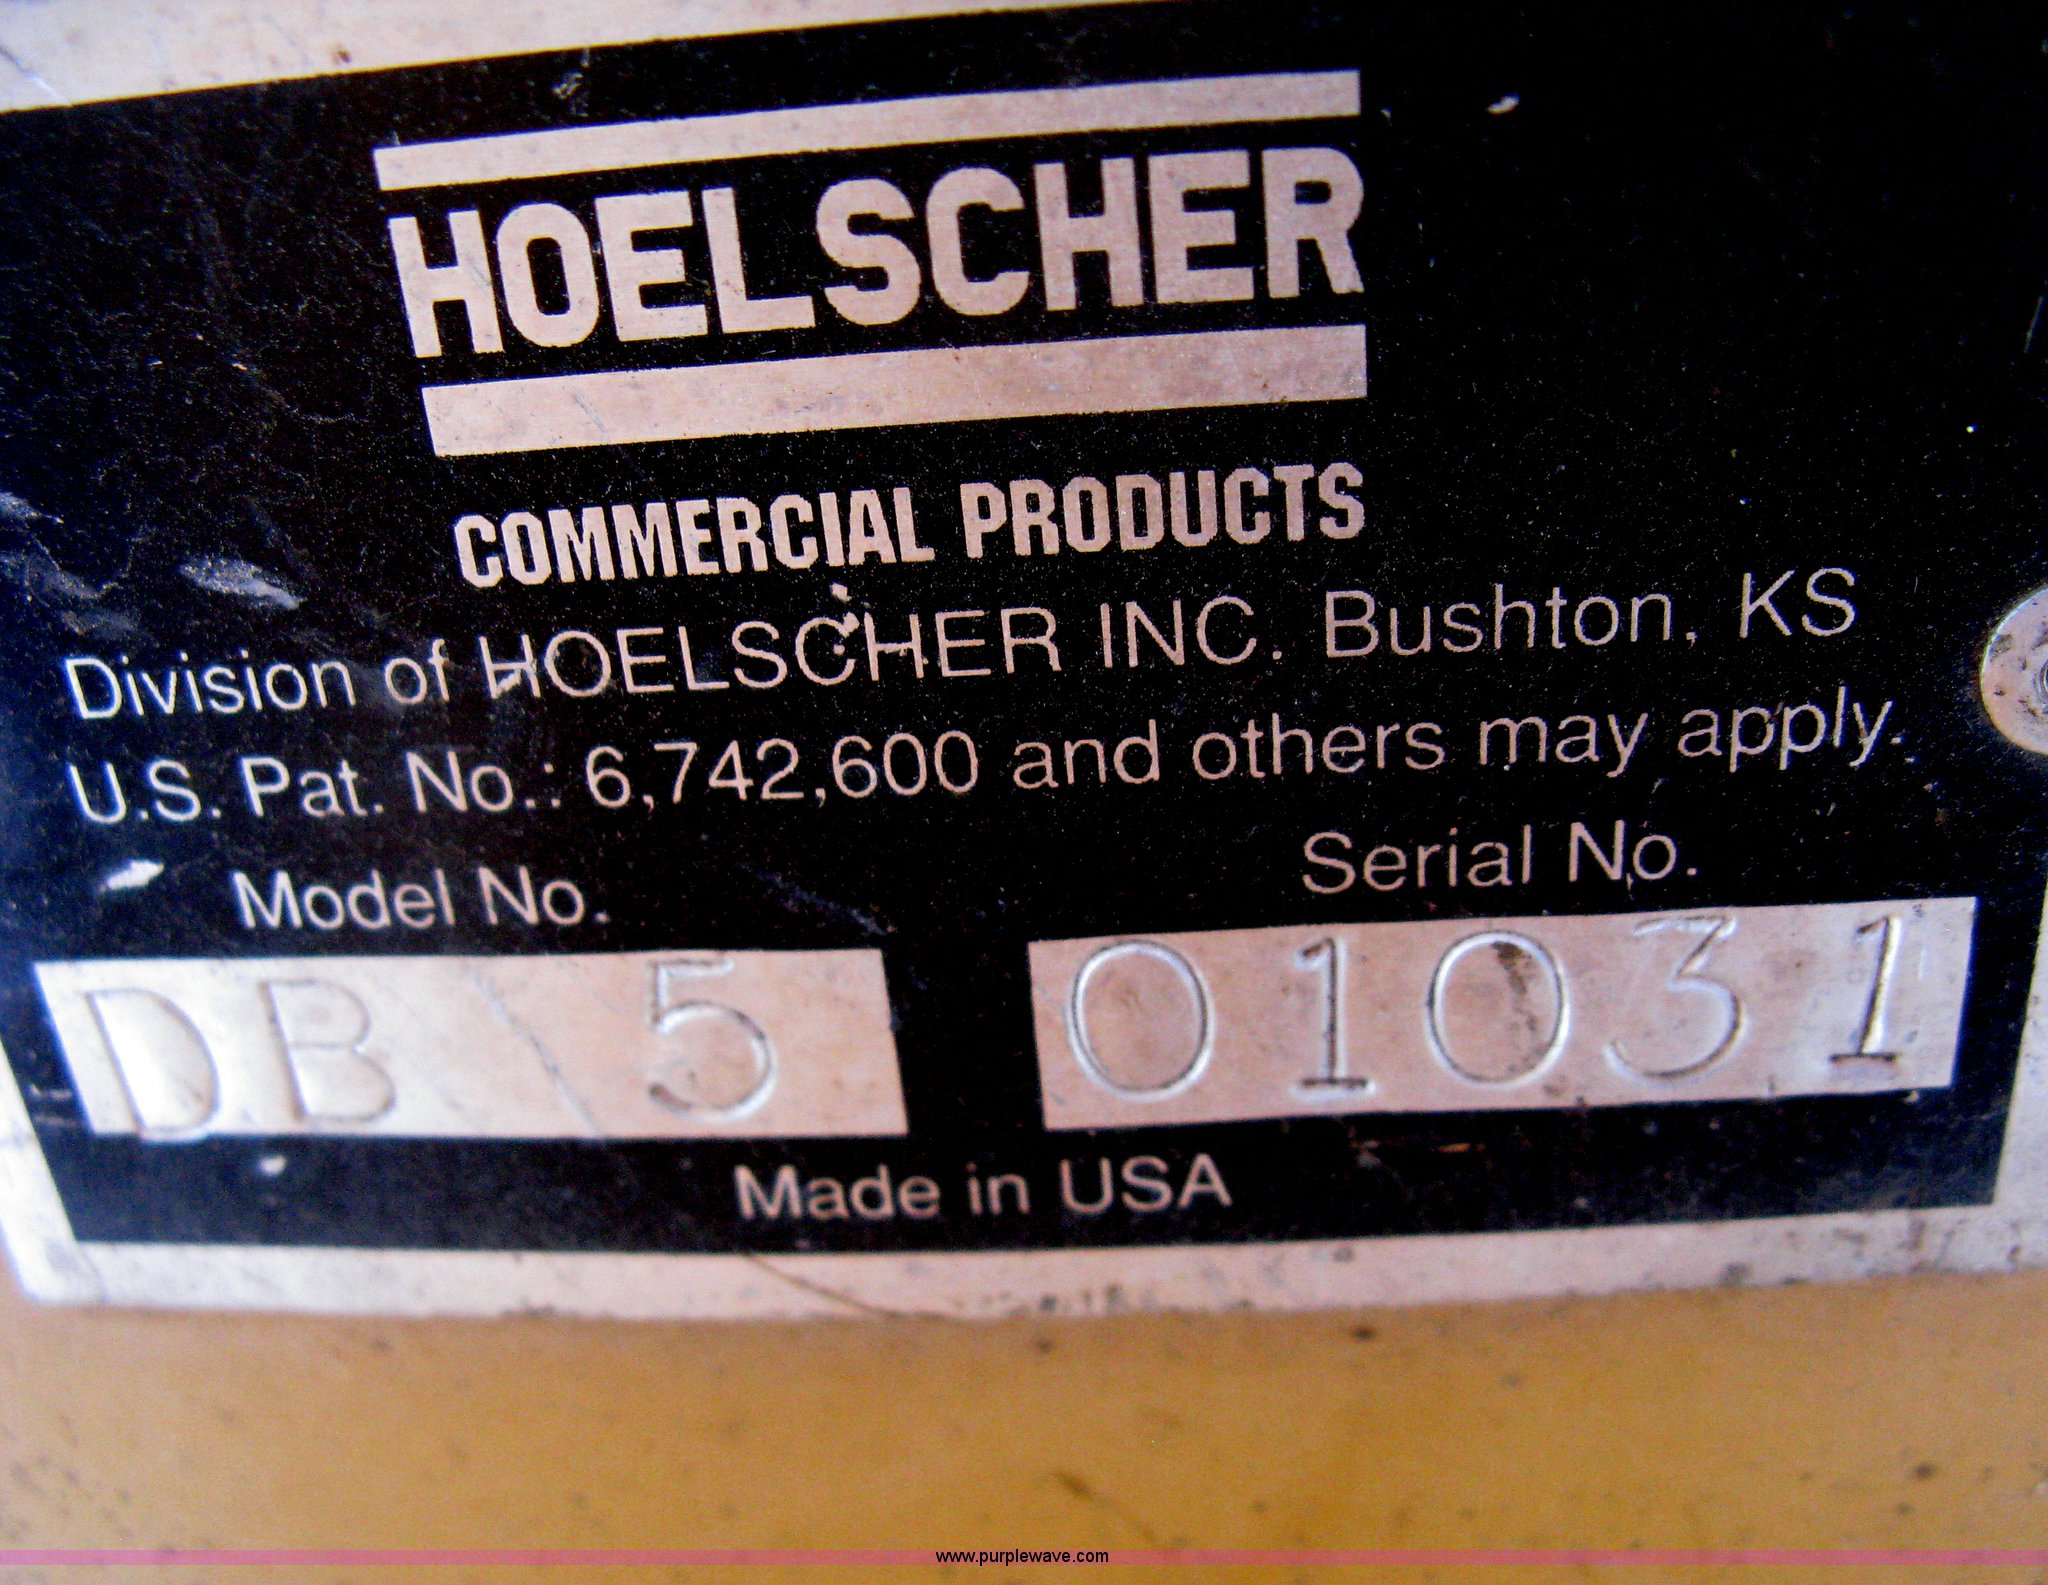 HOELSCHER
COMMERCIAL PRODUCTS
Division of HOELSCHER INC. Bushton, KS
U.S. Pat. No.: 6,742,600 and others may apply.
Model No. Serial No.
DB 5 01031
Made in USA
www.purplewave.com